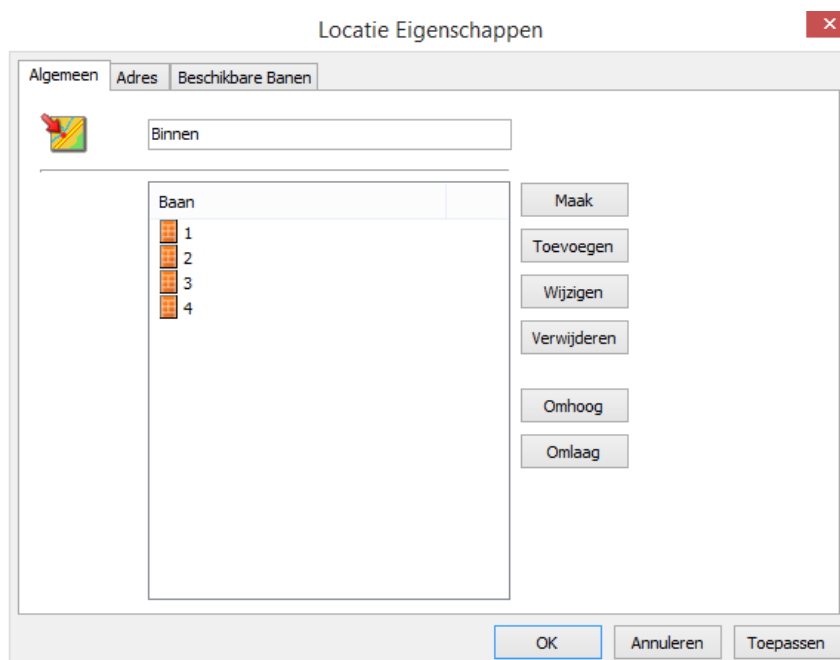 Locatie Eigenschappen
Algemeen Adres Beschikbare Banen
Binnen
Baan
1
2
3
4
Maak
Toevoegen
Wijzigen
Verwijderen
Omhoog
Omlaag
OK Annuleren Toepassen